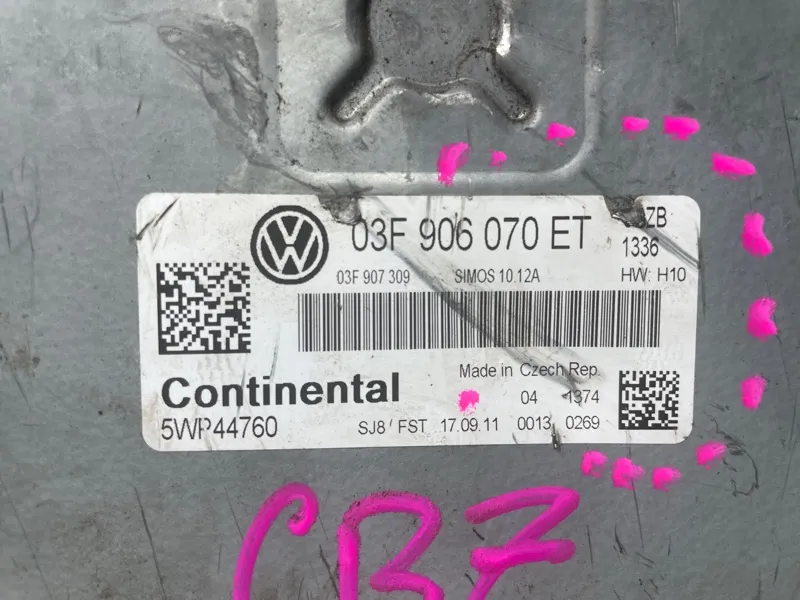 03F 906 070 ET
1336
03F 907 309 SIMOS 10.12A HW: H10
Continental
Made in Czech Rep.
04 1374
5WP44760 SJ8 FST 17.09.11 0013 0269